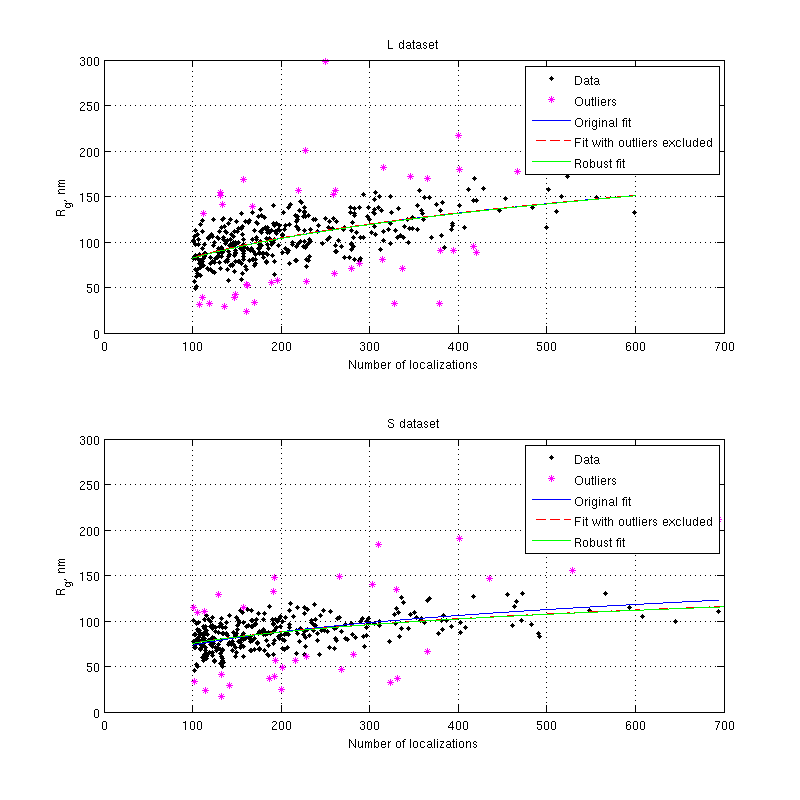 L dataset
300
250
200
150
100
50
0
R_g, nm
Data
Outliers
Original fit
Fit with outliers excluded
Robust fit
0 100 200 300 400 500 600 700
Number of localizations
S dataset
300
250
200
150
100
50
0
R_g, nm
Data
Outliers
Original fit
Fit with outliers excluded
Robust fit
0 100 200 300 400 500 600 700
Number of localizations